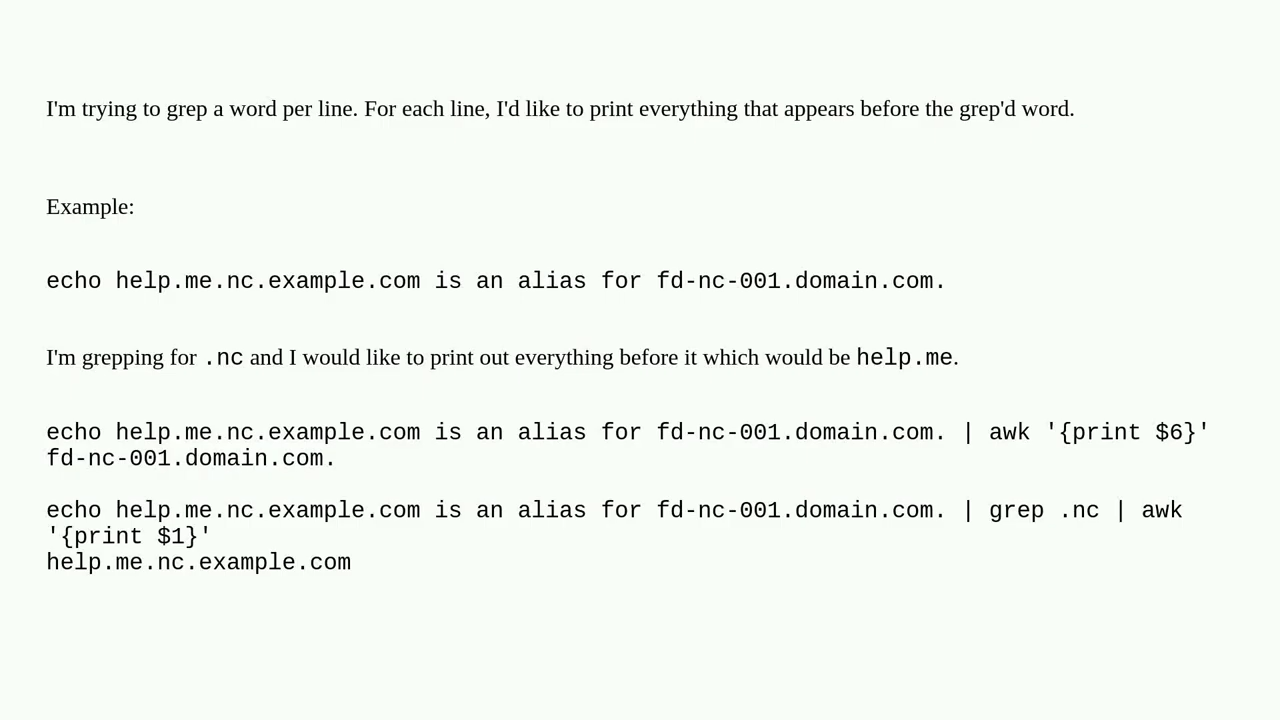 I'm trying to grep a word per line. For each line, I'd like to print everything that appears before the grep'd word.
Example:
echo help.me.nc.example.com is an alias for fd-nc-001.domain.com.
I'm grepping for .nc and I would like to print out everything before it which would be help.me.
echo help.me.nc.example.com is an alias for fd-nc-001.domain.com. | awk '{print $6}'
fd-nc-001.domain.com.
echo help.me.nc.example.com is an alias for fd-nc-001.domain.com. | grep .nc | awk
'{print $1}'
help.me.nc.example.com